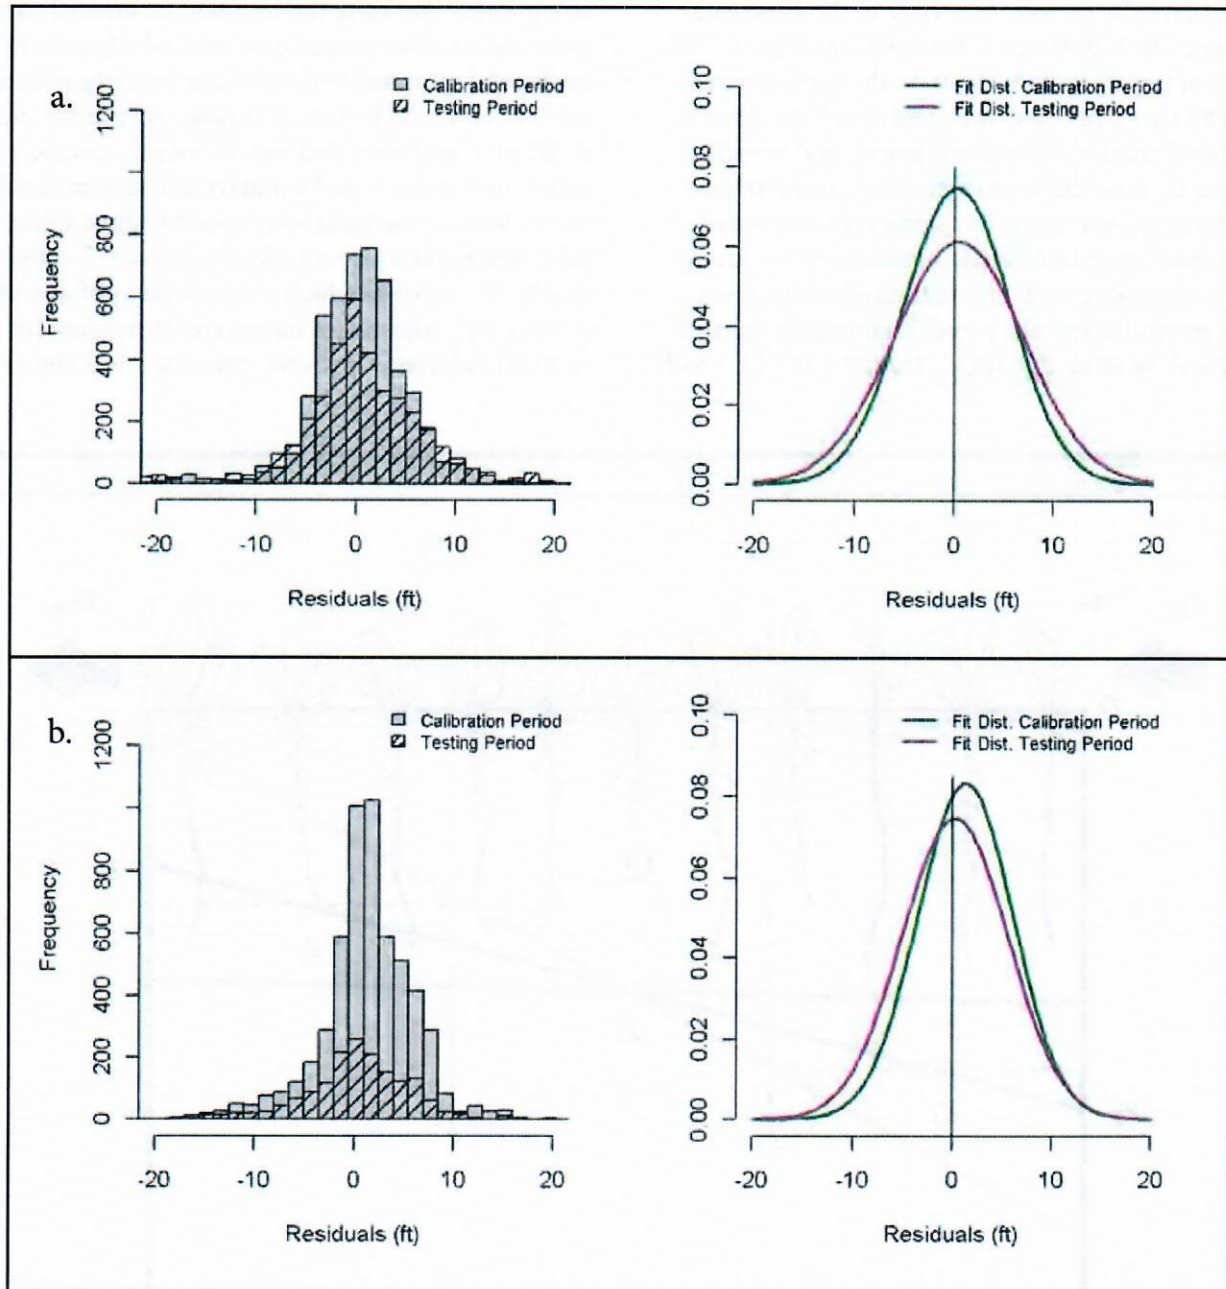 a.
Calibration Period
Testing Period
Frequency
0 200 400 600 800 1200
-20 -10 0 10 20
Residuals (ft)
Fit Dist. Calibration Period
Fit Dist. Testing Period
0.00 0.02 0.04 0.06 0.08 0.10
-20 -10 0 10 20
Residuals (ft)
b.
Calibration Period
Testing Period
Frequency
0 200 400 600 800 1200
-20 -10 0 10 20
Residuals (ft)
Fit Dist. Calibration Period
Fit Dist. Testing Period
0.00 0.02 0.04 0.06 0.08 0.10
-20 -10 0 10 20
Residuals (ft)